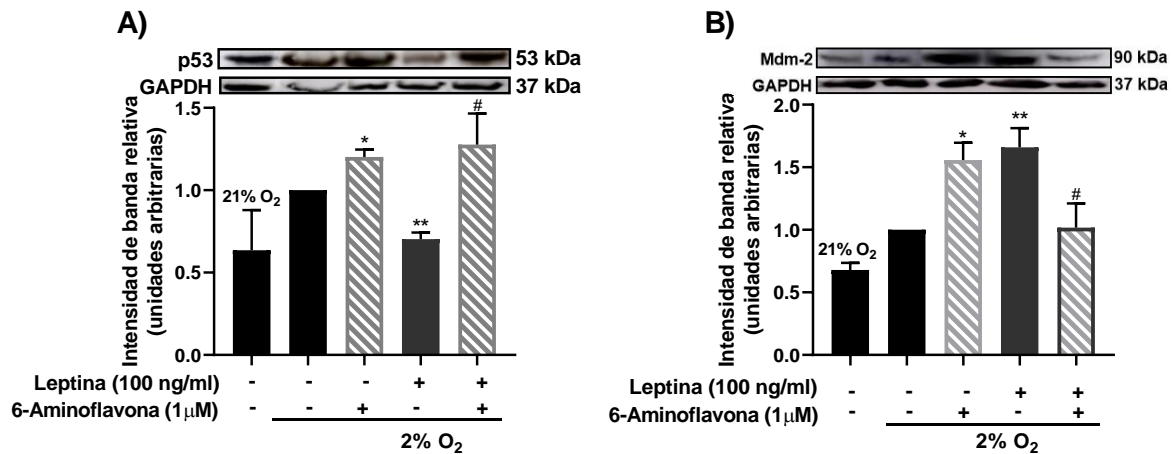 A)
p53 53 kDa
GAPDH 37 kDa
Intensidad de banda relativa
(unidades arbitrarias)
1.5
1.0
0.5
0.0
21% O2
*
**
#
Leptina (100 ng/ml) - - - + +
6-Aminoflavona (1μM) - - + - +
2% O2
B)
Mdm-2 90 kDa
GAPDH 37 kDa
Intensidad de banda relativa
(unidades arbitrarias)
2.0
1.5
1.0
0.5
0.0
21% O2
*
**
#
Leptina (100 ng/ml) - - - + +
6-Aminoflavona (1μM) - - + - +
2% O2